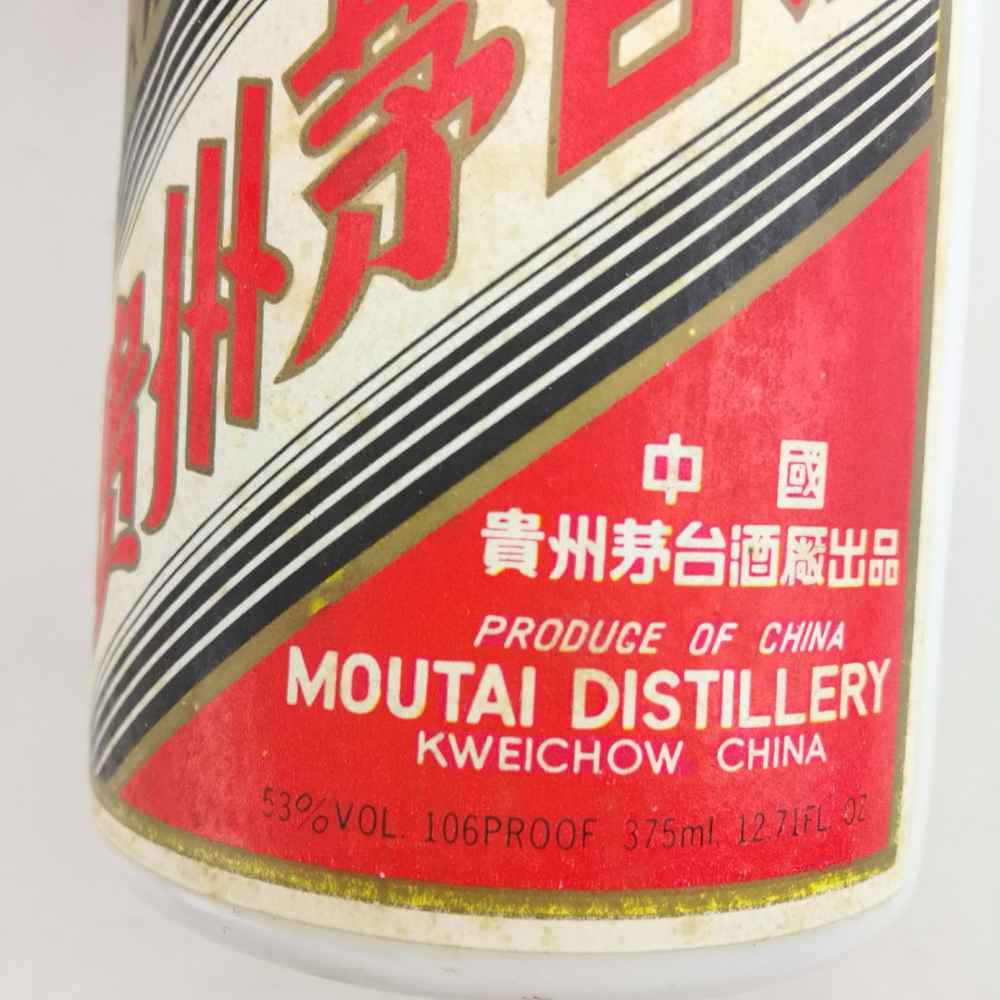 貴州茅台
中國
貴州茅台酒廠出品
PRODUCE OF CHINA
MOUTAI DISTILLERY
KWEICHOW CHINA
53%VOL. 106PROOF 375ml. 12.71FL. OZ